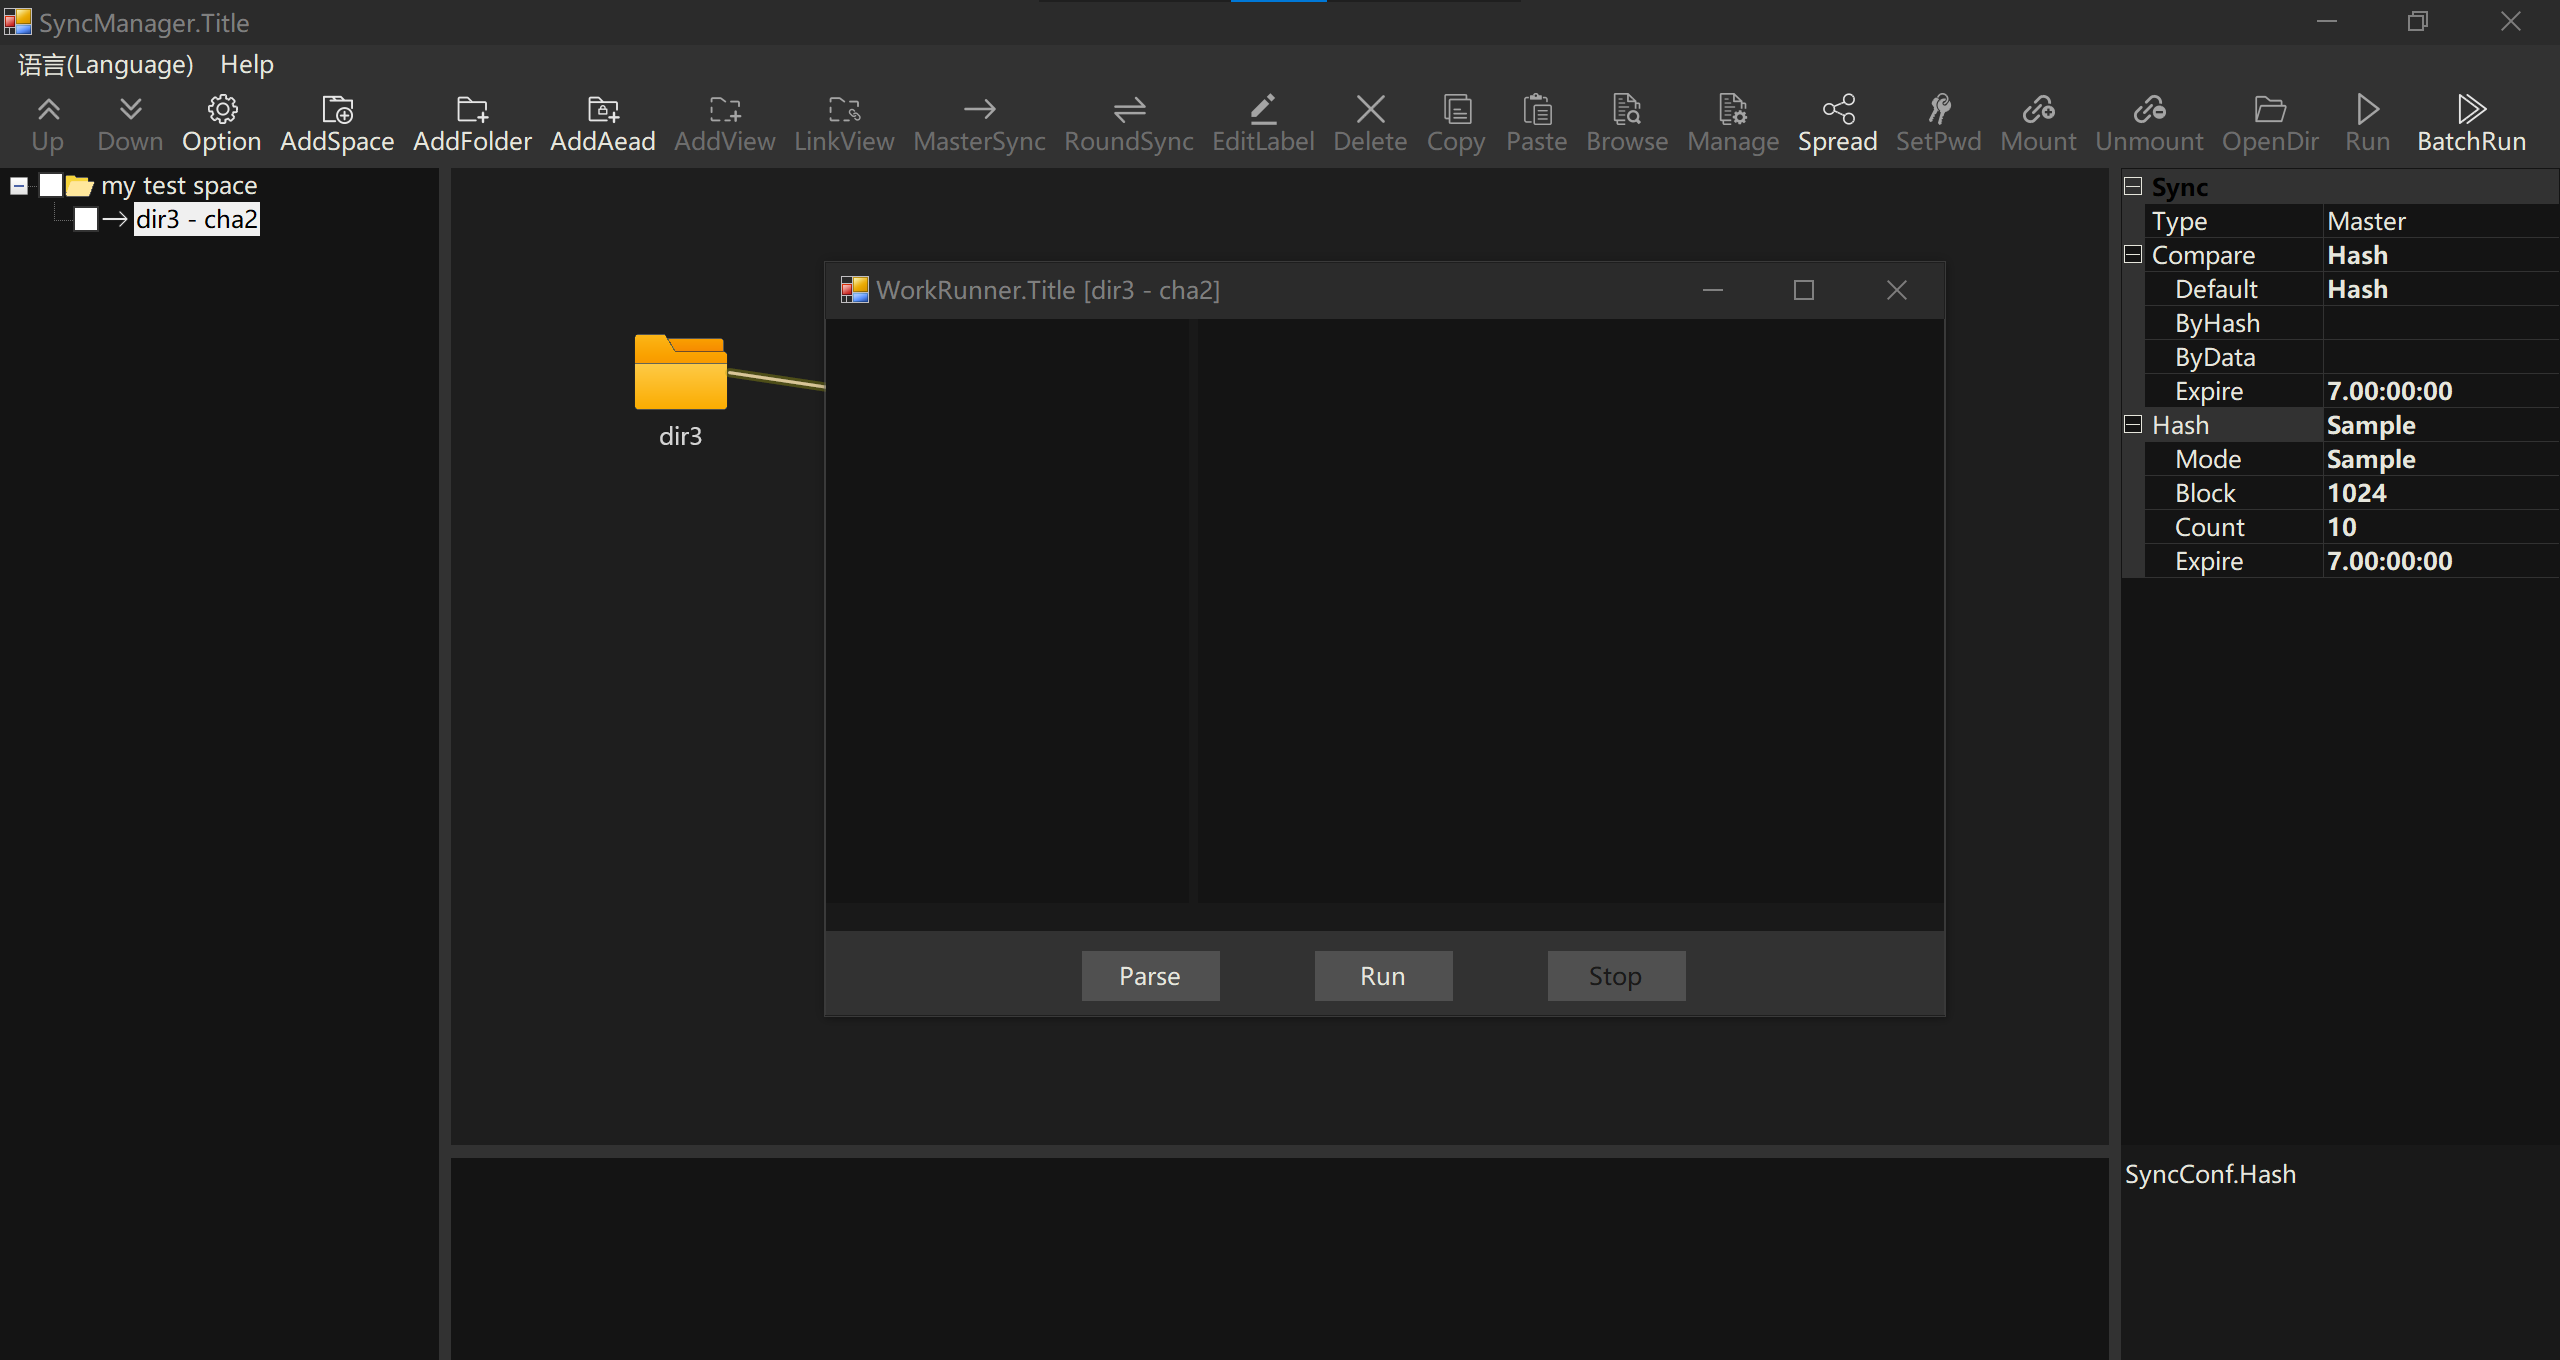 SyncManager.Title
语言(Language) Help
Up Down Option AddSpace AddFolder AddAead AddView LinkView MasterSync RoundSync EditLabel Delete Copy Paste Browse Manage Spread SetPwd Mount Unmount OpenDir Run BatchRun
my test space
dir3 - cha2
dir3
WorkRunner.Title [dir3 - cha2]
Parse Run Stop
Sync
Type Master
Compare Hash
Default Hash
ByHash
ByData
Expire 7.00:00:00
Hash Sample
Mode Sample
Block 1024
Count 10
Expire 7.00:00:00
SyncConf.Hash